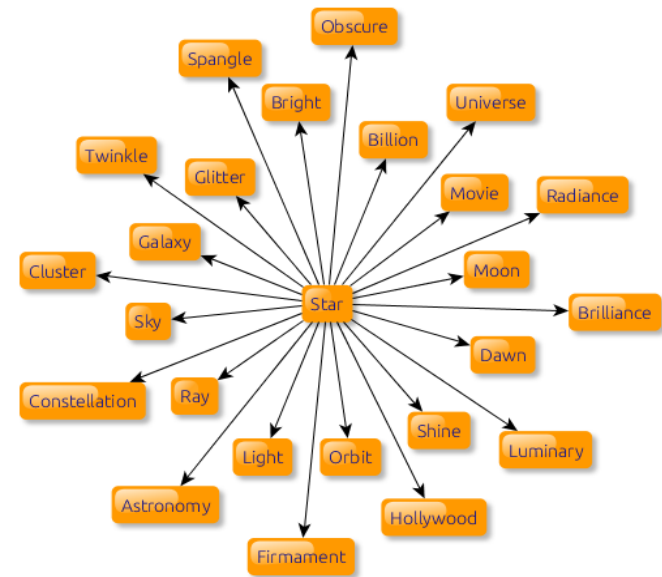 Obscure
Spangle
Bright
Universe
Billion
Twinkle
Glitter
Movie
Radiance
Galaxy
Cluster
Moon
Star
Sky
Brilliance
Dawn
Constellation
Ray
Shine
Light
Orbit
Luminary
Astronomy
Hollywood
Firmament